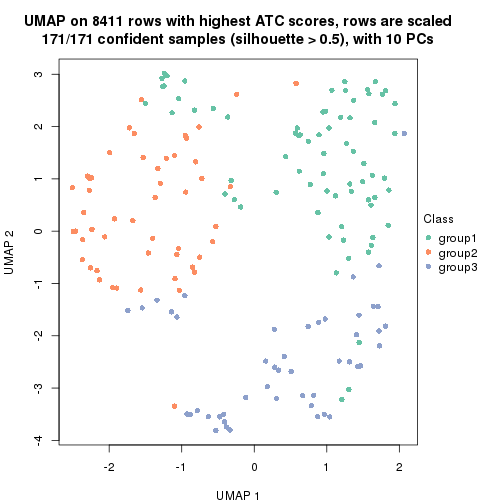 UMAP on 8411 rows with highest ATC scores, rows are scaled
171/171 confident samples (silhouette > 0.5), with 10 PCs
3
2
1
0
-1
-2
-3
-4
UMAP 2
-2
-1
0
1
2
UMAP 1
Class
group1
group2
group3